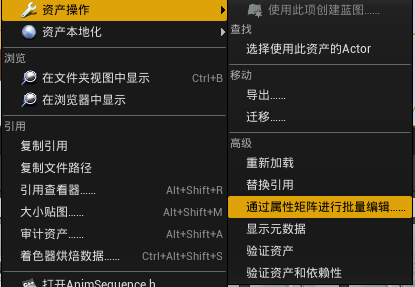 资产操作
资产本地化
浏览
在文件夹视图中显示 Ctrl+B
在浏览器中显示
引用
复制引用
复制文件路径
引用查看器…… Alt+Shift+R
大小贴图…… Alt+Shift+M
审计资产…… Alt+Shift+A
着色器烘焙数据…… Ctrl+Alt+Shift+S
打开AnimSequence.h
使用此项创建蓝图……
查找
选择使用此资产的Actor
移动
导出……
迁移……
高级
重新加载
替换引用
通过属性矩阵进行批量编辑……
显示元数据
验证资产
验证资产和依赖性